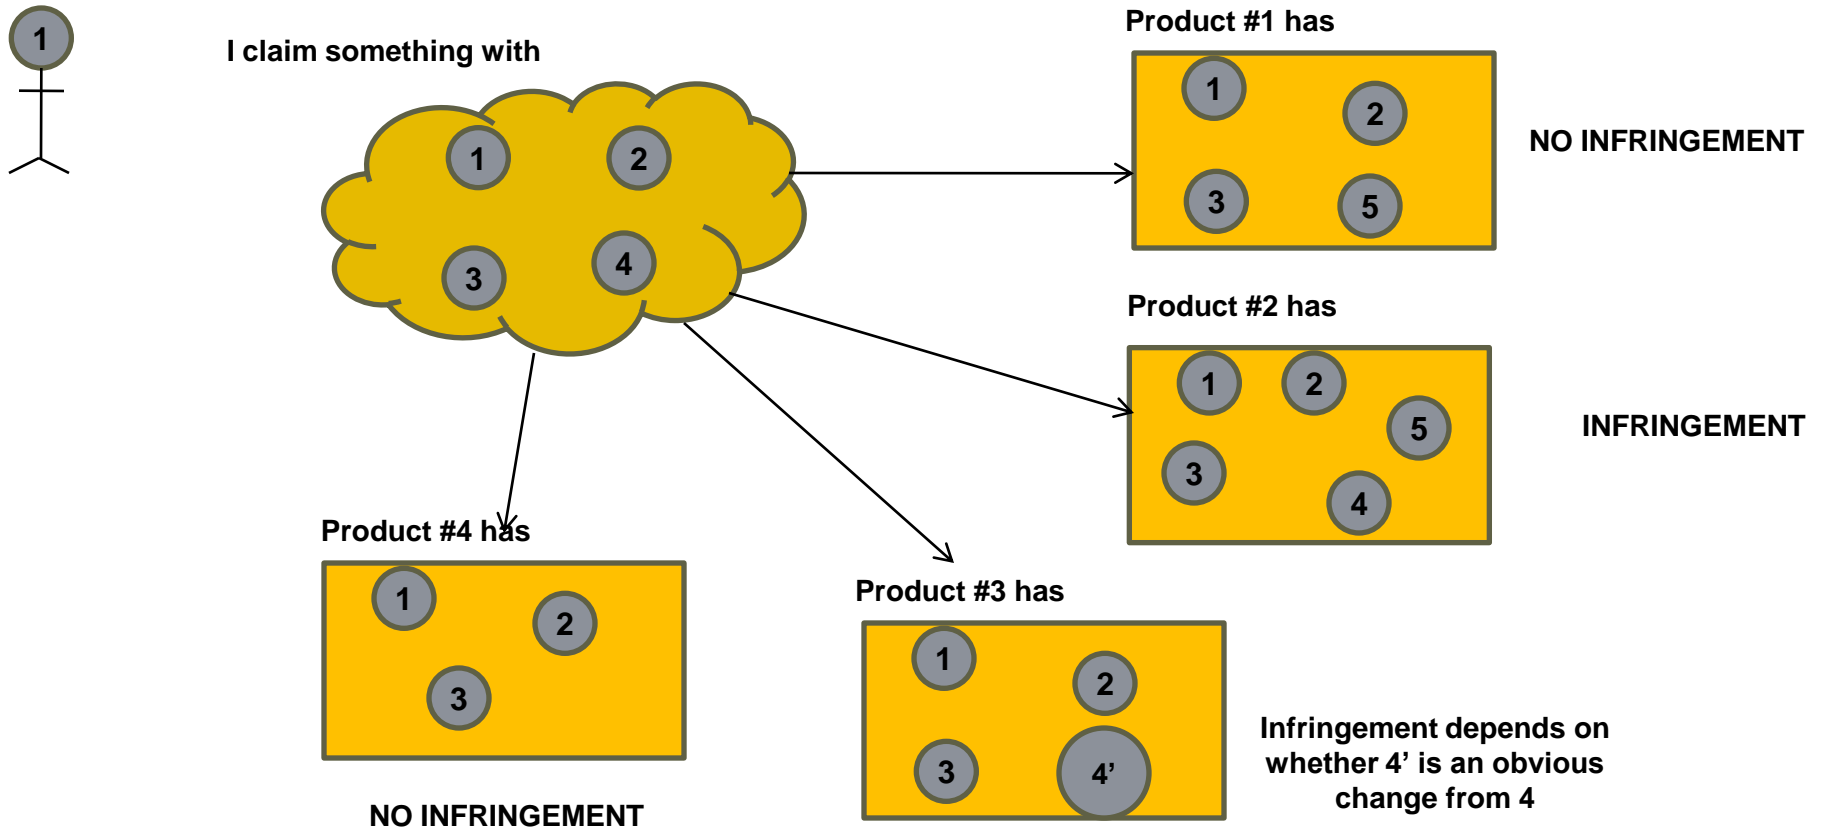 1
I claim something with
1
2
3
4
Product #1 has
1
2
3
5
NO INFRINGEMENT
Product #2 has
1
2
5
3
4
INFRINGEMENT
Product #4 has
1
2
3
NO INFRINGEMENT
Product #3 has
1
2
3
4’
Infringement depends on
whether 4’ is an obvious
change from 4